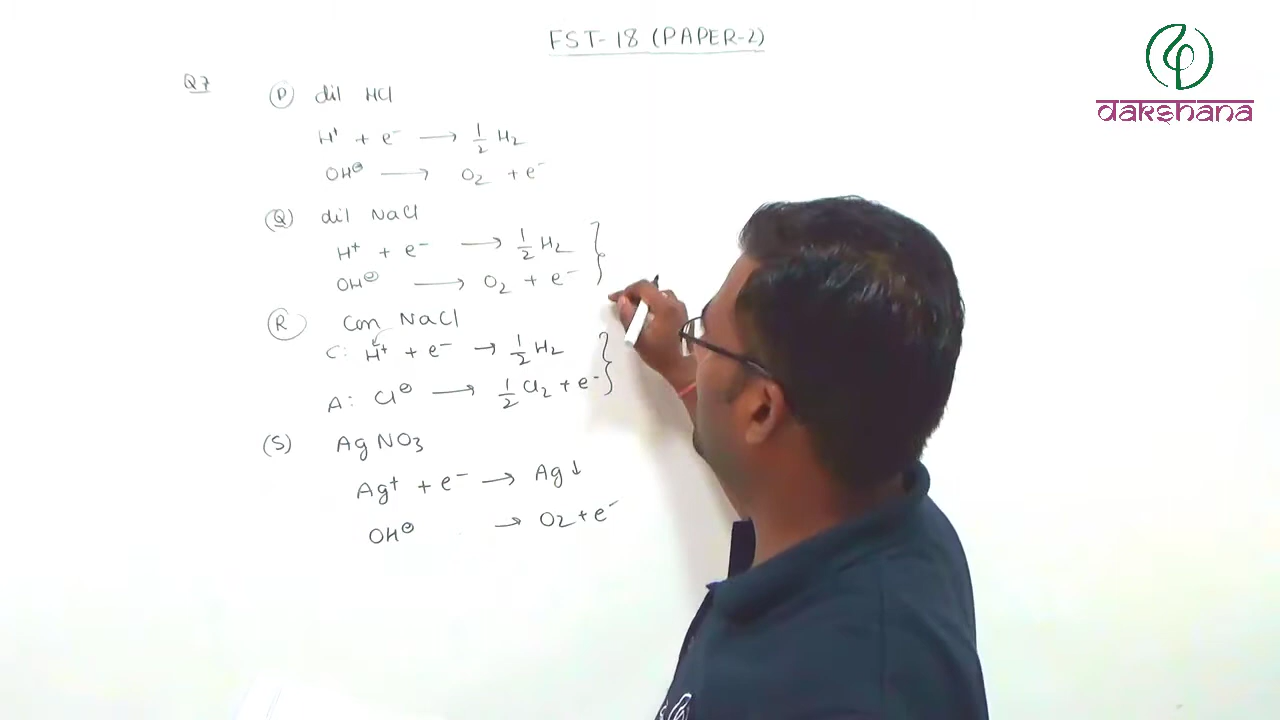 FST-18 (PAPER-2)
dakshana
Q7
(P) dil HCl
H⁺ + e⁻ ⟶ 1/2 H₂
OH⊖ ⟶ O₂ + e⁻
(Q) dil NaCl
H⁺ + e⁻ ⟶ 1/2 H₂
OH⊖ ⟶ O₂ + e⁻
(R) Con NaCl
C: H⁺ + e⁻ → 1/2 H₂
A: Cl⊖ ⟶ 1/2 Cl₂ + e⁻
(S) AgNO₃
Ag⁺ + e⁻ ⟶ Ag↓
OH⊖ → O₂ + e⁻